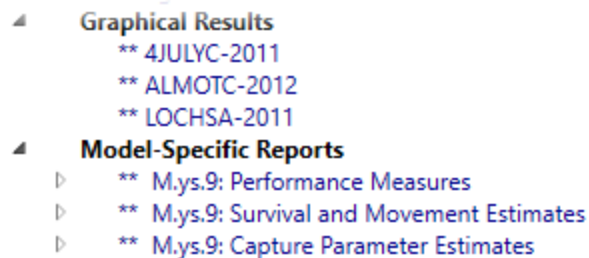 Graphical Results
** 4JULYC-2011
** ALMOTC-2012
** LOCHSA-2011
Model-Specific Reports
** M.ys.9: Performance Measures
** M.ys.9: Survival and Movement Estimates
** M.ys.9: Capture Parameter Estimates